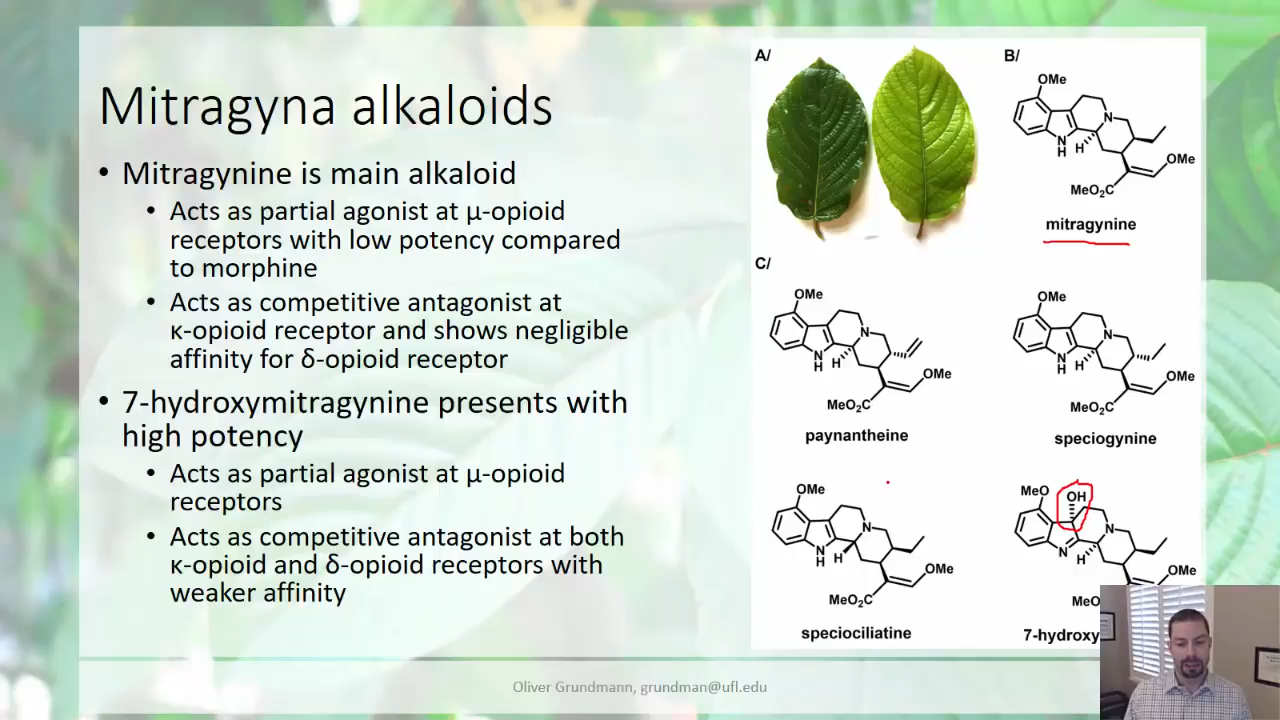 Mitragyna alkaloids
• Mitragynine is main alkaloid
• Acts as partial agonist at μ-opioid
receptors with low potency compared
to morphine
• Acts as competitive antagonist at
κ-opioid receptor and shows negligible
affinity for δ-opioid receptor
• 7-hydroxymitragynine presents with
high potency
• Acts as partial agonist at μ-opioid
receptors
• Acts as competitive antagonist at both
κ-opioid and δ-opioid receptors with
weaker affinity
A/
B/
OMe
N
N
H
H
OMe
MeO₂C
mitragynine
C/
OMe
N
N
H
H
OMe
MeO₂C
paynantheine
OMe
N
N
H
H
OMe
MeO₂C
speciogynine
OMe
N
N
H
H
OMe
MeO₂C
speciociliatine
MeO
OH
N
N
H
OMe
MeO
7-hydroxy
Oliver Grundmann, grundman@ufl.edu